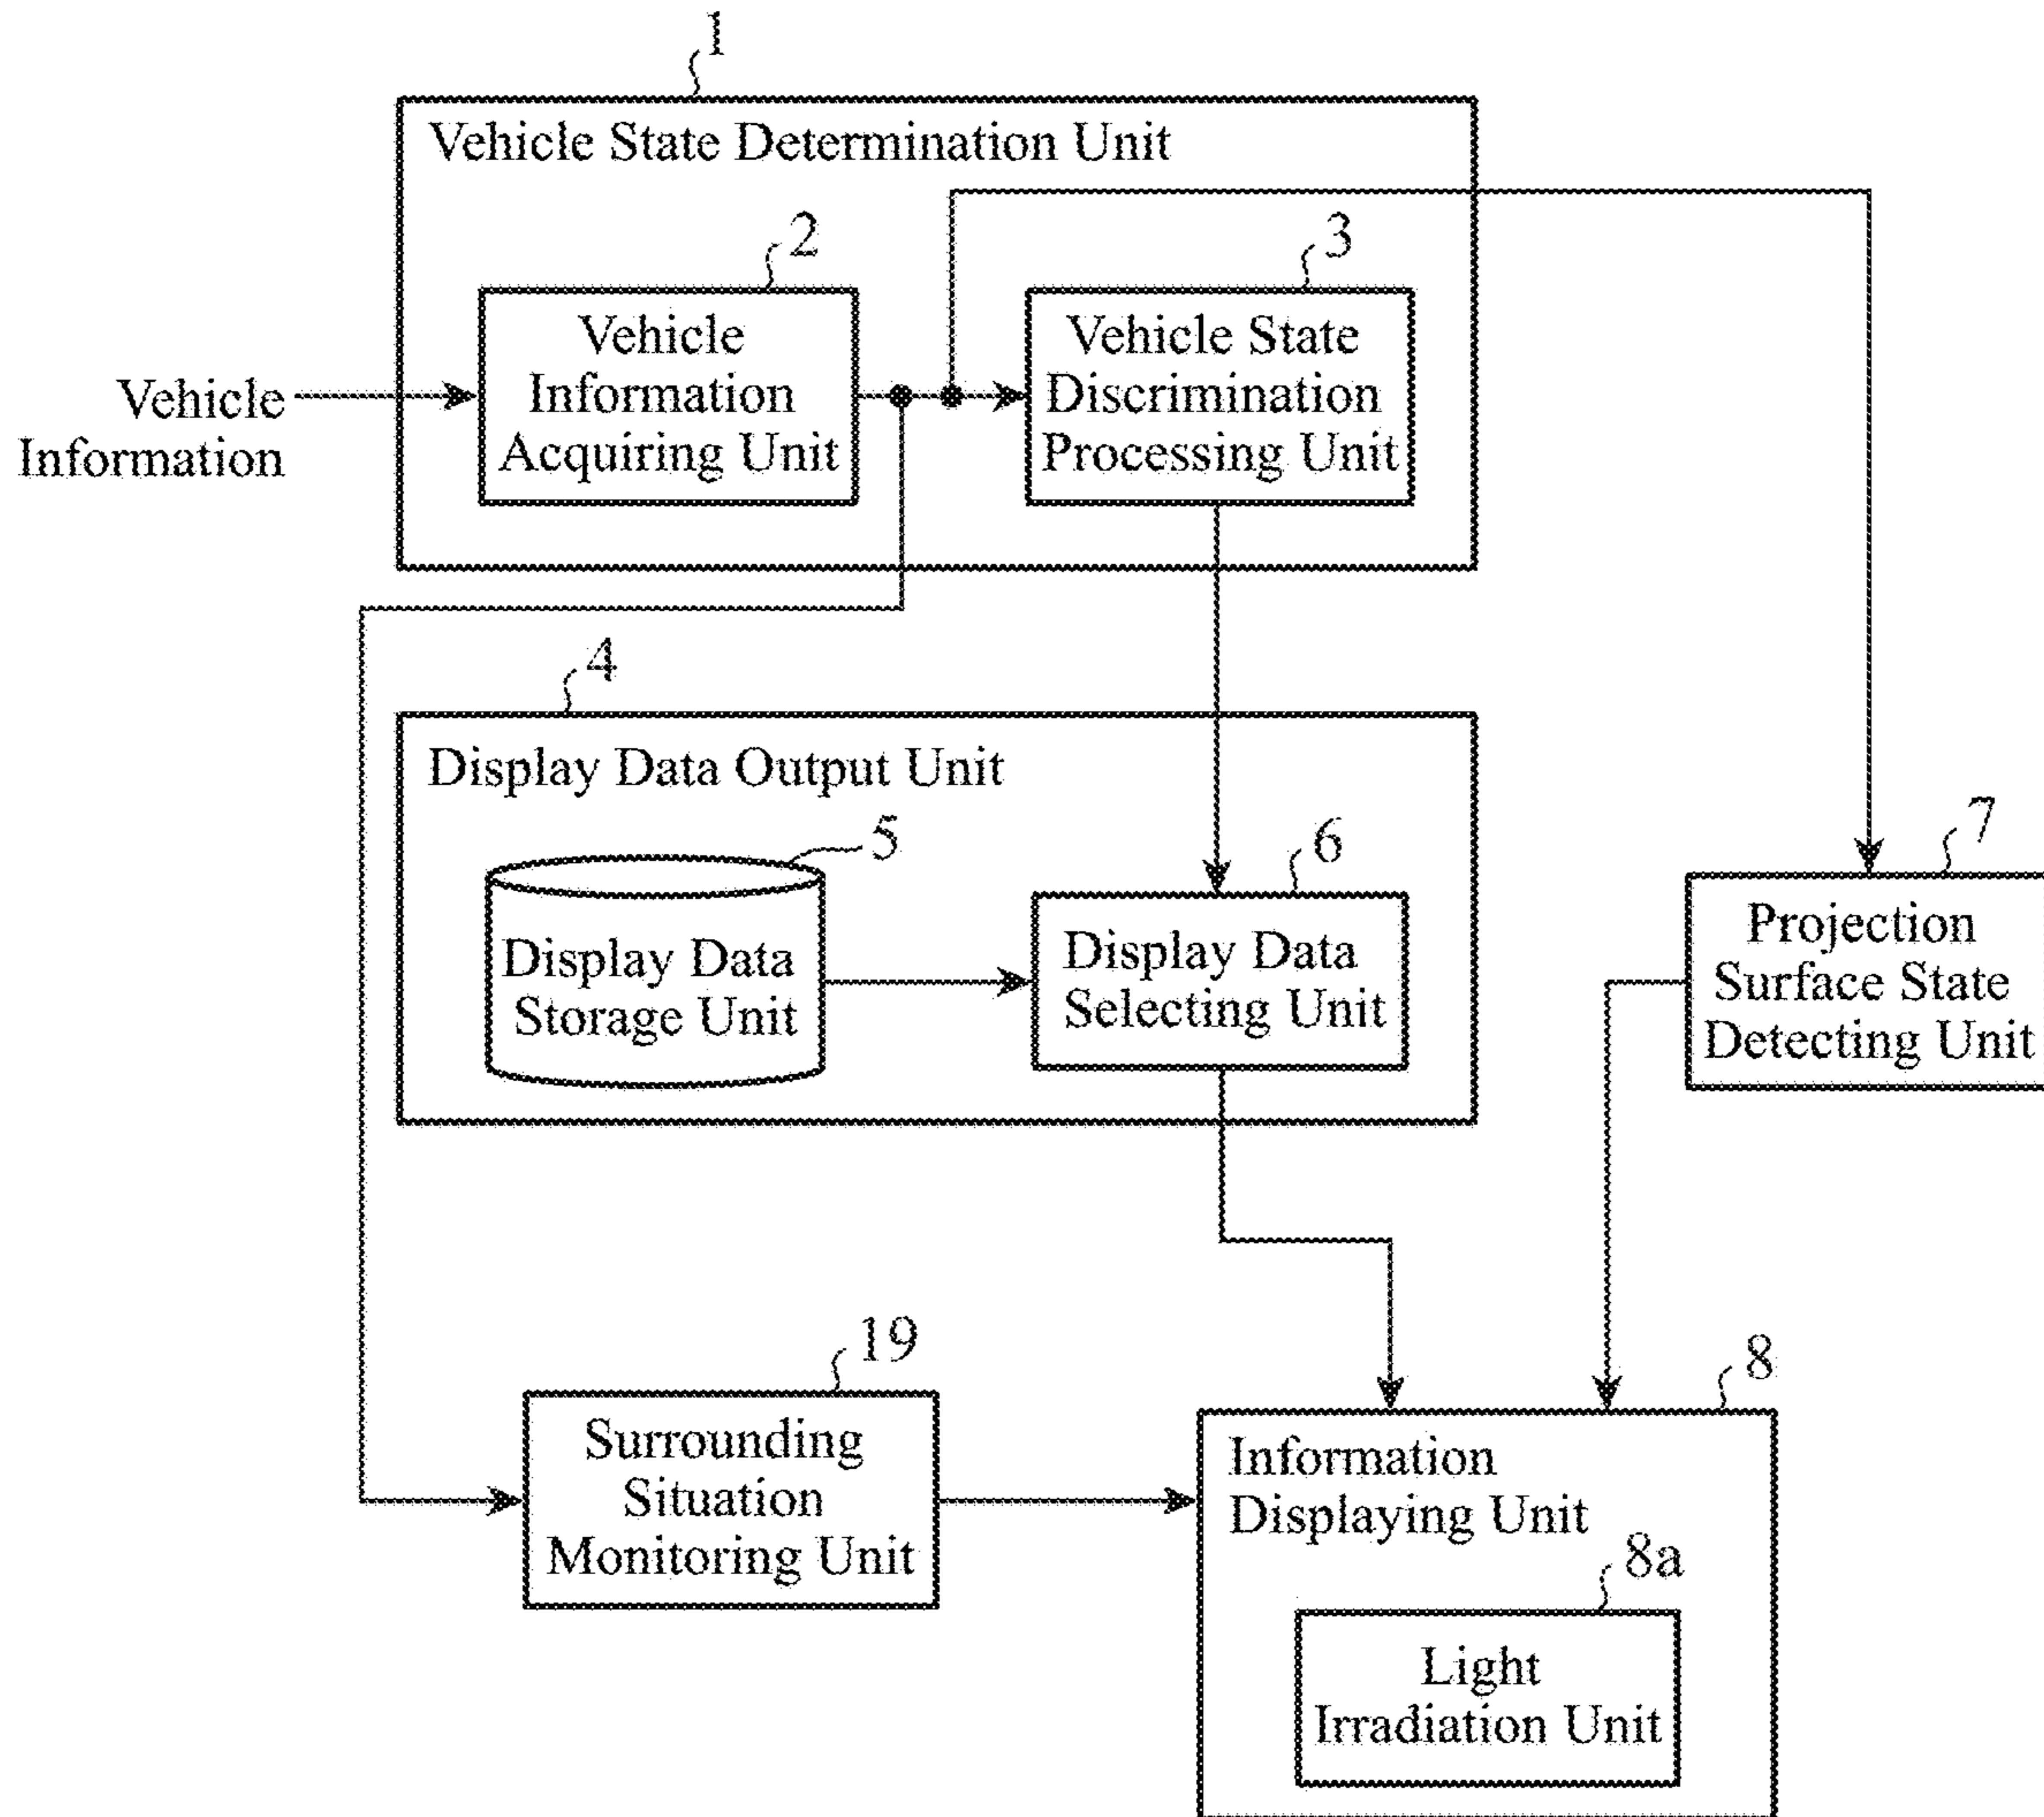 1
Vehicle State Determination Unit
2
3
Vehicle
Information
Acquiring Unit
Vehicle State
Discrimination
Processing Unit
Vehicle
Information
4
Display Data Output Unit
5
6
7
Display Data
Storage Unit
Display Data
Selecting Unit
Projection
Surface State
Detecting Unit
19
8
Surrounding
Situation
Monitoring Unit
Information
Displaying Unit
8a
Light
Irradiation Unit